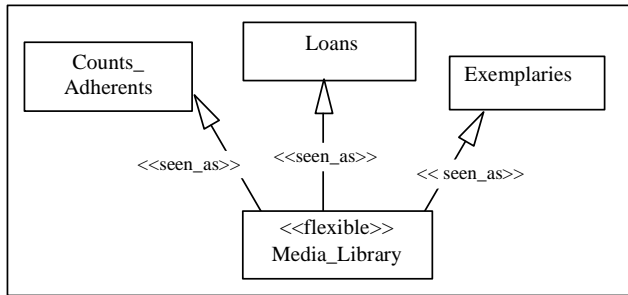 Counts_
Adherents
Loans
Exemplaries
<<seen_as>>
<<seen_as>>
<< seen_as>>
<<flexible>>
Media_Library